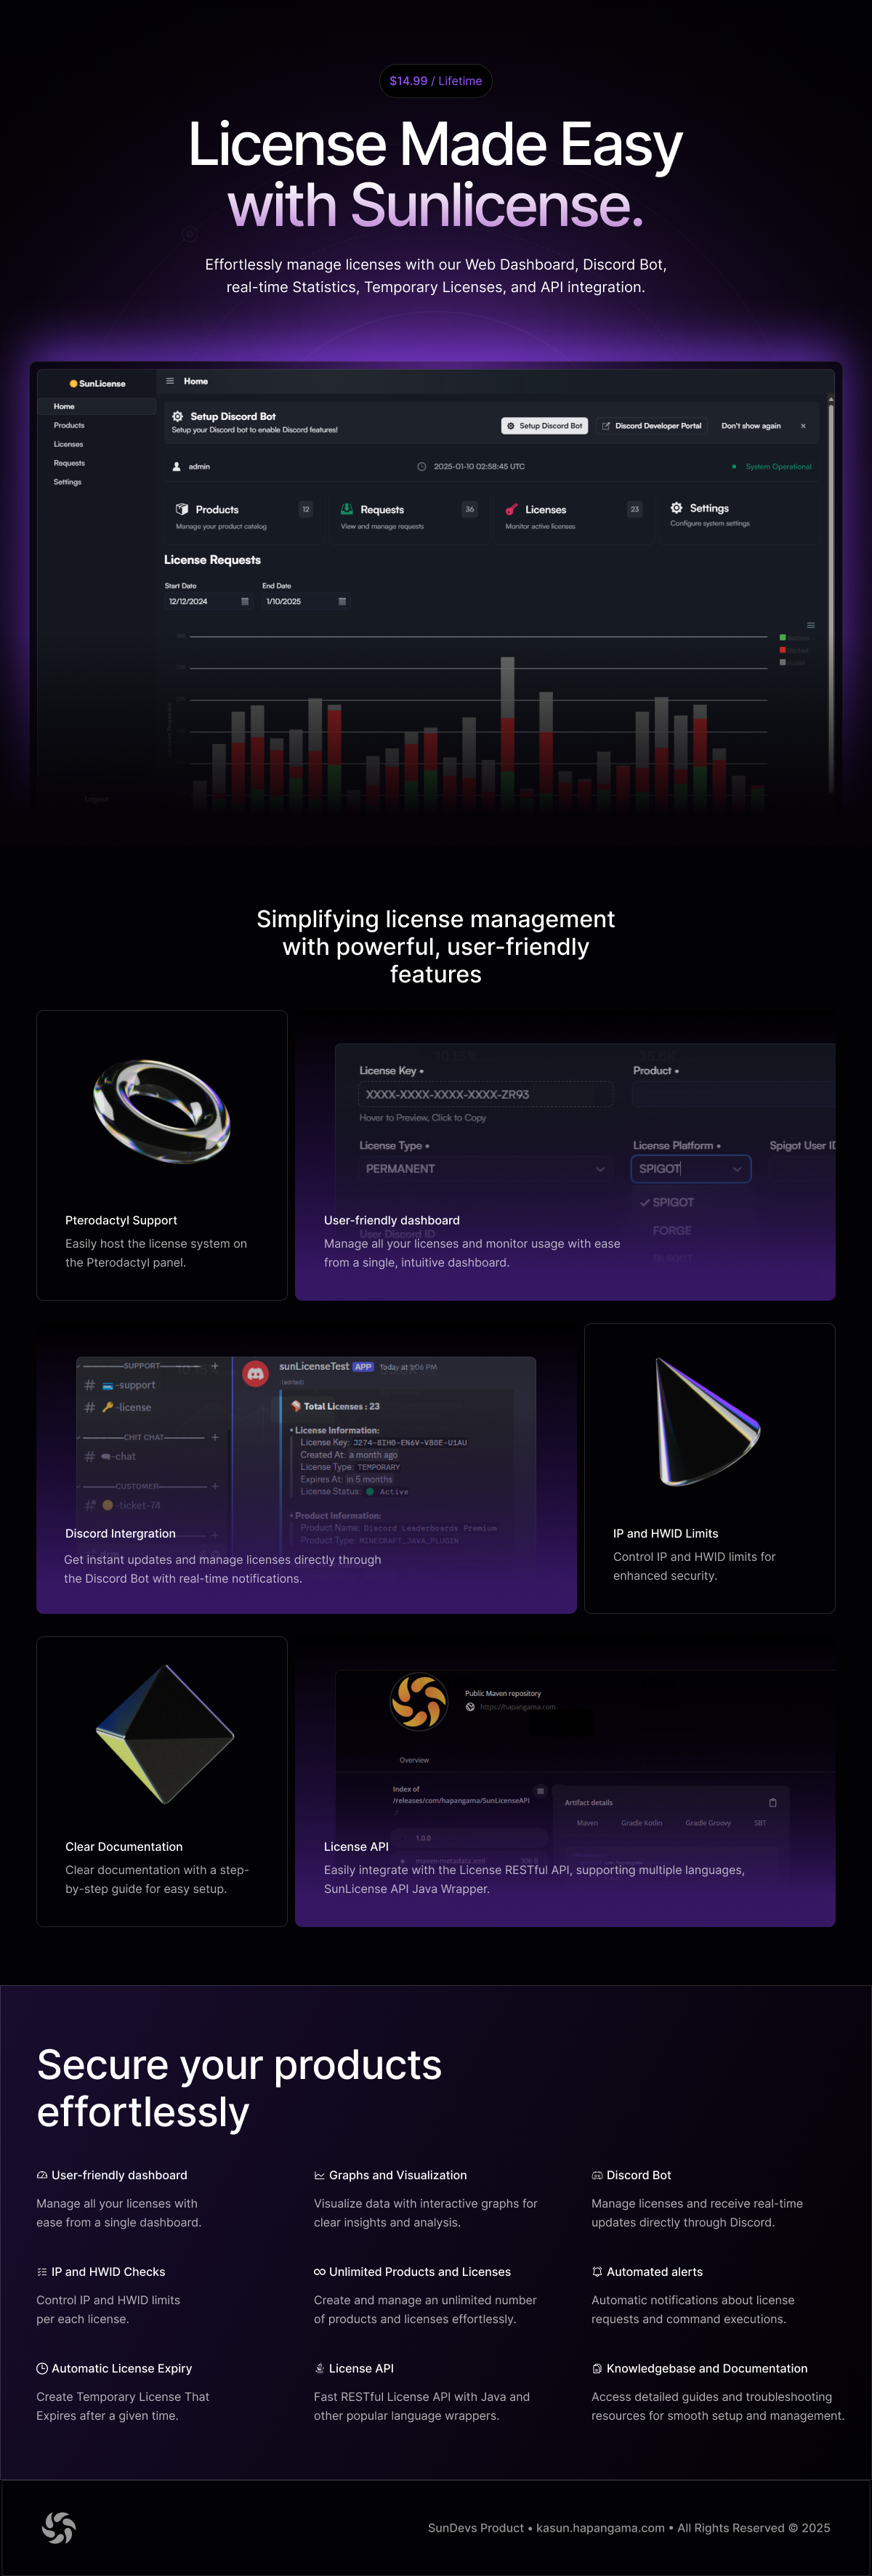 $14.99 / Lifetime
License Made Easy
with Sunlicense.
Effortlessly manage licenses with our Web Dashboard, Discord Bot,
real-time Statistics, Temporary Licenses, and API integration.
SunLicense
Home
Products
Licenses
Requests
Settings
Logout
Home
Setup Discord Bot
Setup your Discord bot to enable Discord features!
Setup Discord Bot
Discord Developer Portal
Don't show again
×
admin
2025-01-10 02:58:45 UTC
System Operational
Products
12
Manage your product catalog
Requests
36
View and manage requests
Licenses
23
Monitor active licenses
Settings
Configure system settings
License Requests
Start Date
End Date
12/12/2024
1/10/2025
Simplifying license management
with powerful, user-friendly
features
Pterodactyl Support
Easily host the license system on
the Pterodactyl panel.
License Key •
Product •
XXXX-XXXX-XXXX-XXXX-ZR93
Hover to Preview, Click to Copy
License Type •
License Platform •
Spigot User ID
PERMANENT
SPIGOT
SPIGOT
FORGE
BUKKIT
User Discord ID
User-friendly dashboard
Manage all your licenses and monitor usage with ease
from a single, intuitive dashboard.
SUPPORT
-support
-license
CHIT CHAT
-chat
CUSTOMER
-ticket-74
sunLicenseTest APP Today at 3:06 PM
(edited)
Total Licenses : 23
• License Information:
License Key: J274-8IHO-EN6V-V80E-U1AU
Created At: a month ago
License Type: TEMPORARY
Expires At: in 5 months
License Status: Active
• Product Information:
Product Name: Discord Leaderboards Premium
Product Type: MINECRAFT_JAVA_PLUGIN
Discord Intergration
Get instant updates and manage licenses directly through
the Discord Bot with real-time notifications.
IP and HWID Limits
Control IP and HWID limits for
enhanced security.
Clear Documentation
Clear documentation with a step-
by-step guide for easy setup.
Public Maven repository
https://hapangama.com
Overview
Index of
/releases/com/hapangama/SunLicenseAPI
1.0.0
maven-metadata.xml
Artifact details
Maven
Gradle Kotlin
Gradle Groovy
SBT
License API
Easily integrate with the License RESTful API, supporting multiple languages,
SunLicense API Java Wrapper.
Secure your products
effortlessly
User-friendly dashboard
Manage all your licenses with
ease from a single dashboard.
Graphs and Visualization
Visualize data with interactive graphs for
clear insights and analysis.
Discord Bot
Manage licenses and receive real-time
updates directly through Discord.
IP and HWID Checks
Control IP and HWID limits
per each license.
Unlimited Products and Licenses
Create and manage an unlimited number
of products and licenses effortlessly.
Automated alerts
Automatic notifications about license
requests and command executions.
Automatic License Expiry
Create Temporary License That
Expires after a given time.
License API
Fast RESTful License API with Java and
other popular language wrappers.
Knowledgebase and Documentation
Access detailed guides and troubleshooting
resources for smooth setup and management.
SunDevs Product • kasun.hapangama.com • All Rights Reserved © 2025